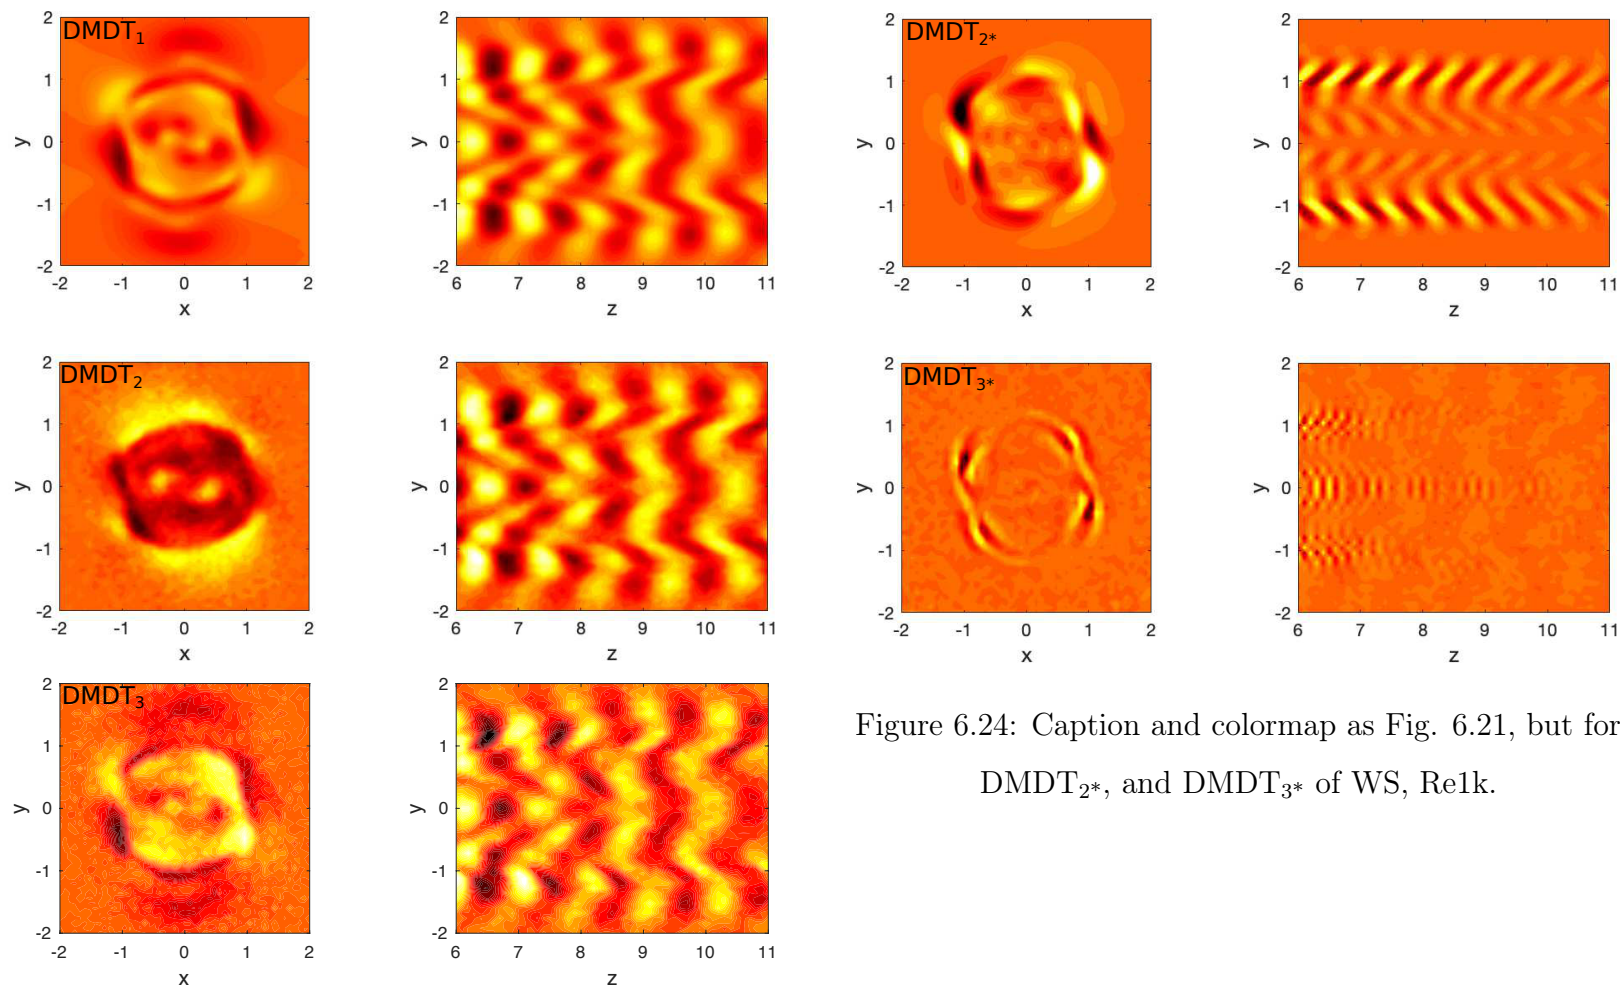 DMDT₁
2
1
0
-1
-2
y
-2 -1 0 1 2
x
2
1
0
-1
-2
y
6 7 8 9 10 11
z
DMDT₂*
2
1
0
-1
-2
y
-2 -1 0 1 2
x
2
1
0
-1
-2
y
6 7 8 9 10 11
z
DMDT₂
2
1
0
-1
-2
y
-2 -1 0 1 2
x
2
1
0
-1
-2
y
6 7 8 9 10 11
z
DMDT₃*
2
1
0
-1
-2
y
-2 -1 0 1 2
x
2
1
0
-1
-2
y
6 7 8 9 10 11
z
DMDT₃
2
1
0
-1
-2
y
-2 -1 0 1 2
x
2
1
0
-1
-2
y
6 7 8 9 10 11
z
Figure 6.24: Caption and colormap as Fig. 6.21, but for
DMDT₂*, and DMDT₃* of WS, Re1k.